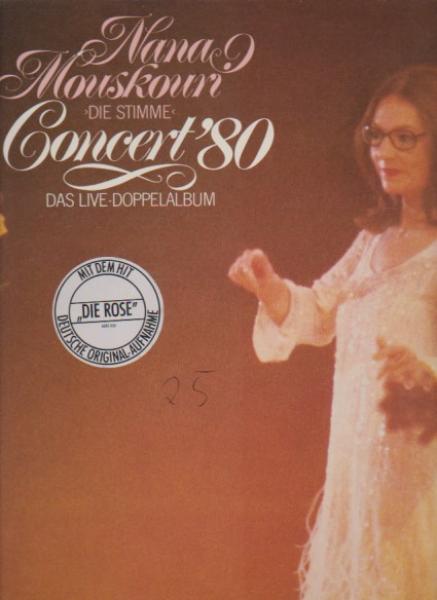 Nana
Mouskouri
›DIE STIMME‹
Concert '80
DAS LIVE-DOPPELALBUM
MIT DEM HIT
„DIE ROSE"
DEUTSCHE ORIGINAL-AUFNAHME
25